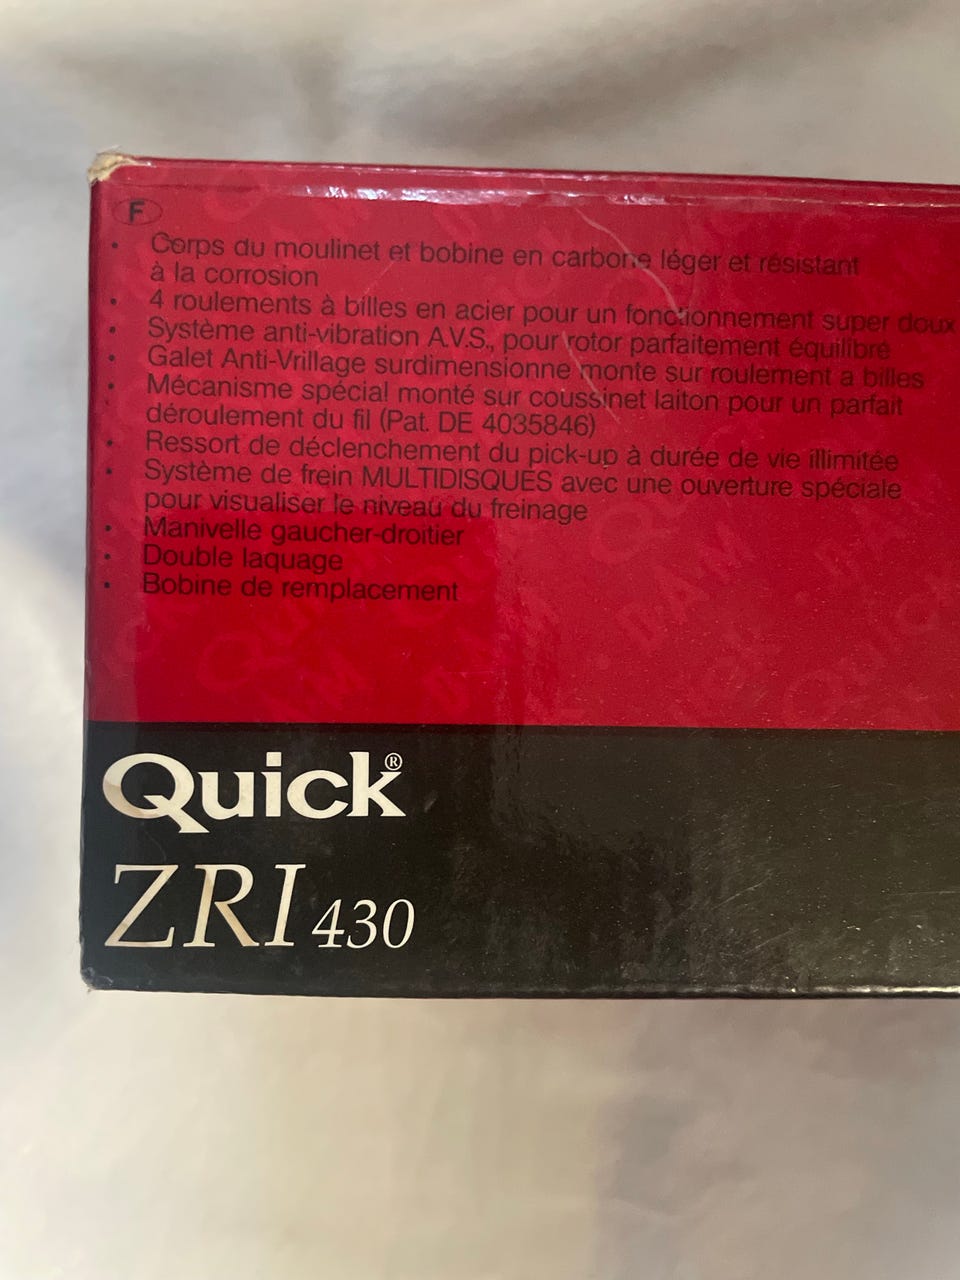 F
• Corps du moulinet et bobine en carbone léger et résistant
à la corrosion
• 4 roulements à billes en acier pour un fonctionnement super doux
• Système anti-vibration A.V.S., pour rotor parfaitement équilibré
• Galet Anti-Vrillage surdimensionne monte sur roulement a billes
• Mécanisme spécial monté sur coussinet laiton pour un parfait
déroulement du fil (Pat. DE 4035846)
• Ressort de déclenchement du pick-up à durée de vie illimitée
• Système de frein MULTIDISQUES avec une ouverture spéciale
pour visualiser le niveau du freinage
• Manivelle gaucher-droitier
• Double laquage
• Bobine de remplacement
Quick®
ZRI 430